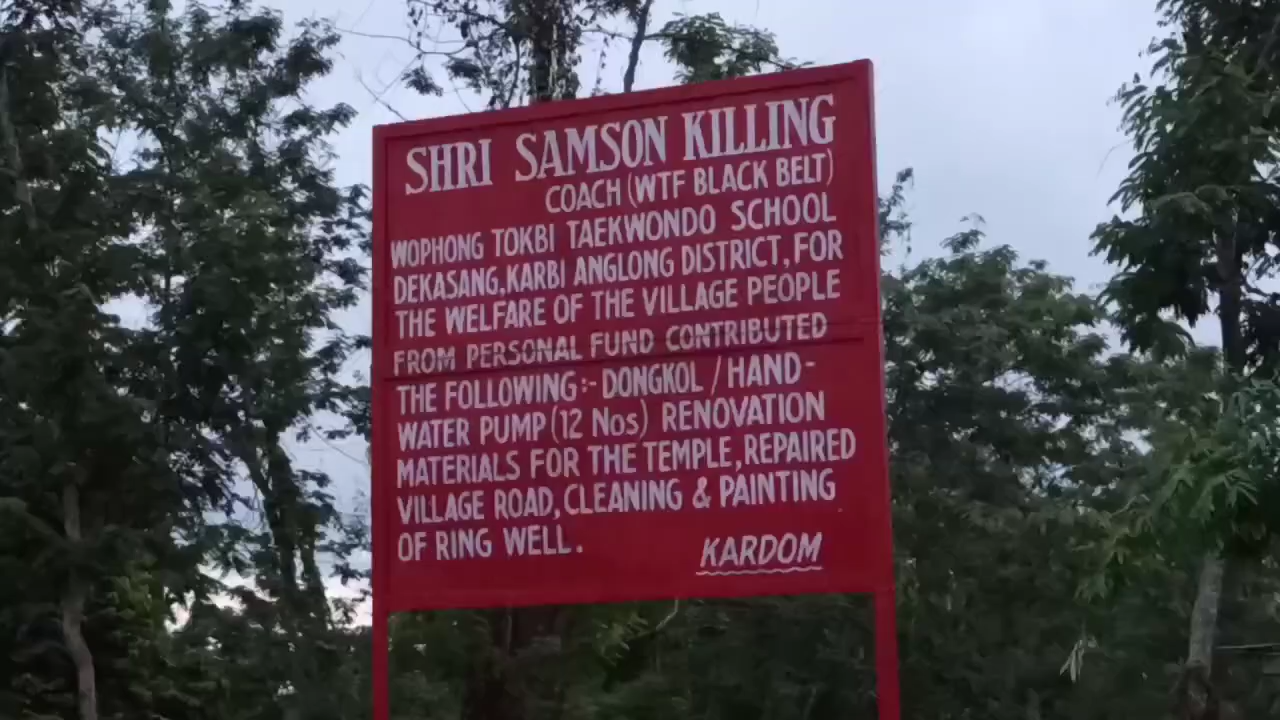 SHRI SAMSON KILLING
COACH (WTF BLACK BELT)
WOPHONG TOKBI TAEKWONDO SCHOOL
DEKASANG, KARBI ANGLONG DISTRICT, FOR
THE WELFARE OF THE VILLAGE PEOPLE
FROM PERSONAL FUND CONTRIBUTED
THE FOLLOWING :- DONGKOL / HAND-
WATER PUMP (12 Nos) RENOVATION
MATERIALS FOR THE TEMPLE, REPAIRED
VILLAGE ROAD, CLEANING & PAINTING
OF RING WELL.
KARDOM